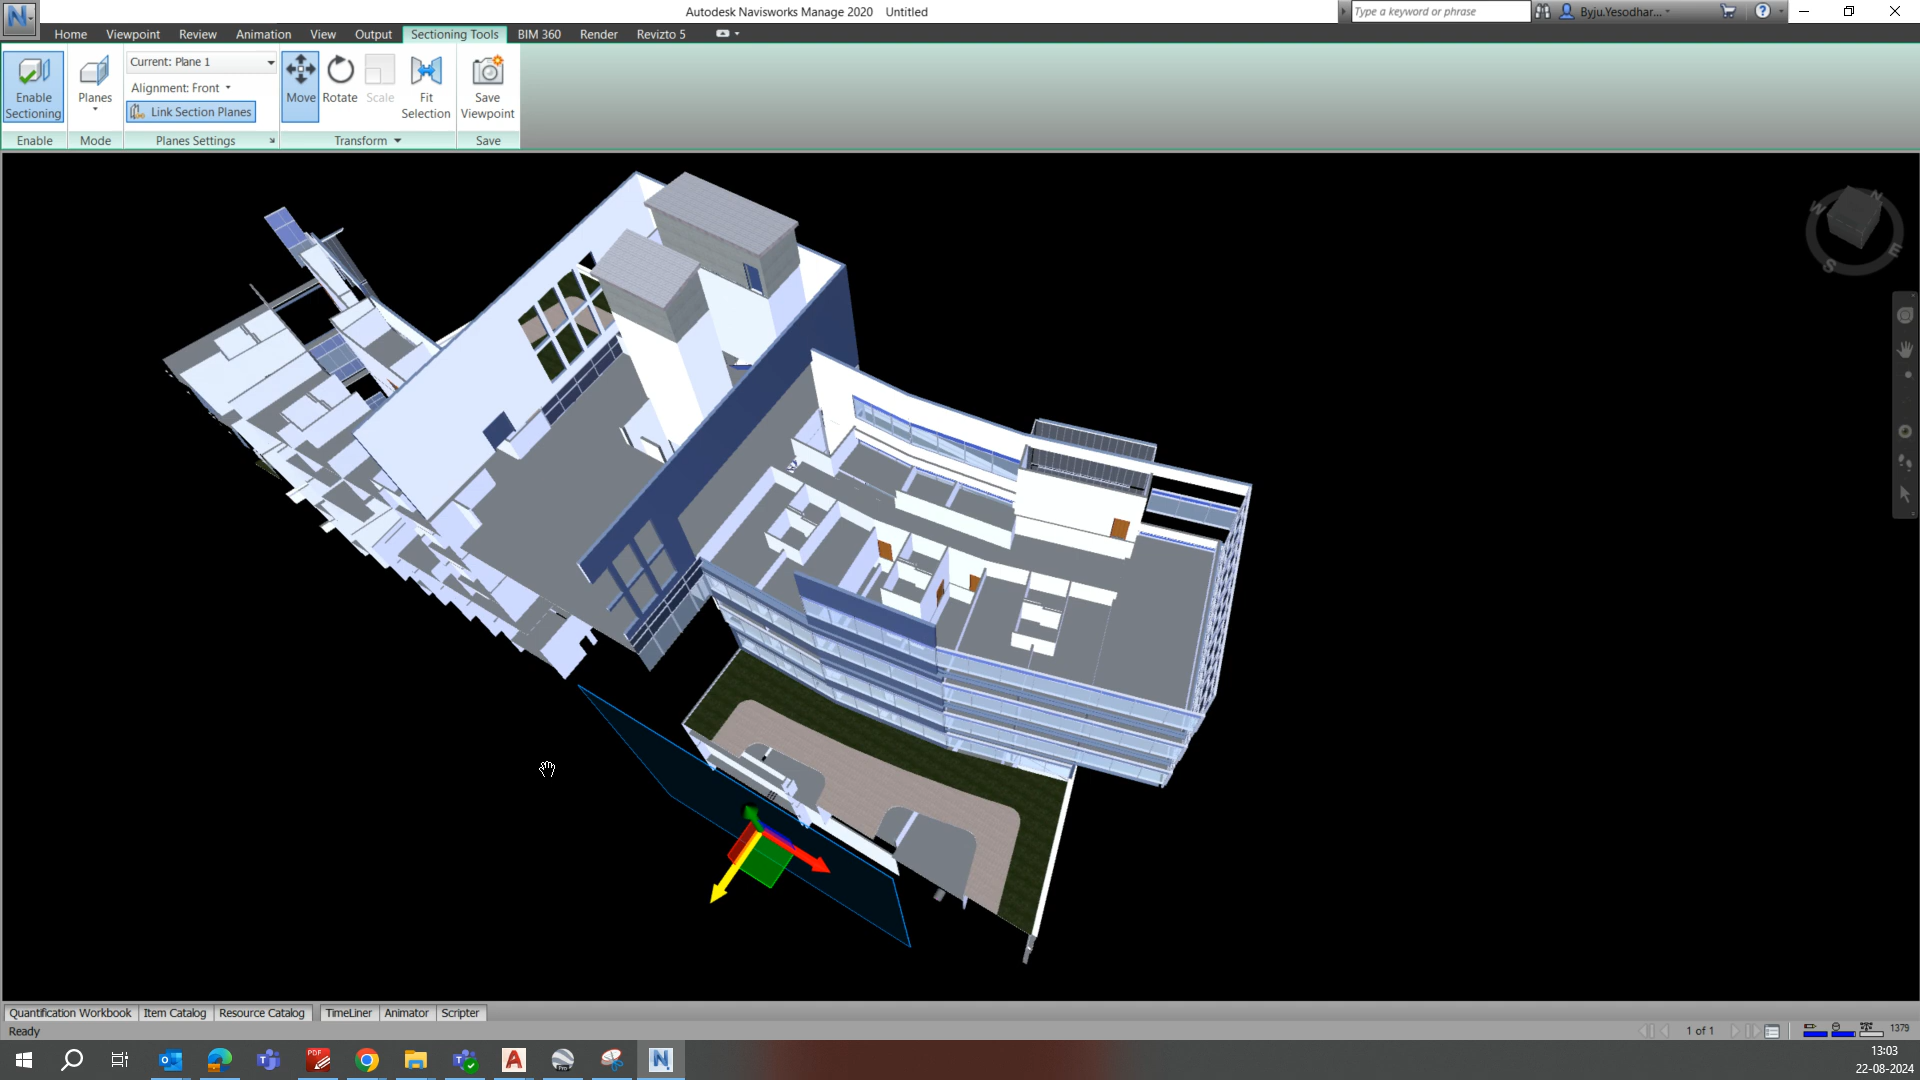 Autodesk Navisworks Manage 2020 Untitled
Type a keyword or phrase
Byju.Yesodhar...
Home Viewpoint Review Animation View Output Sectioning Tools BIM 360 Render Revizto 5
Current: Plane 1
Alignment: Front
Link Section Planes
Enable Sectioning
Planes
Move
Rotate
Scale
Fit Selection
Save Viewpoint
Enable Mode Planes Settings Transform Save
N
W
E
S
Quantification Workbook Item Catalog Resource Catalog TimeLiner Animator Scripter
Ready
1 of 1
1379
PDF
13:03
22-08-2024